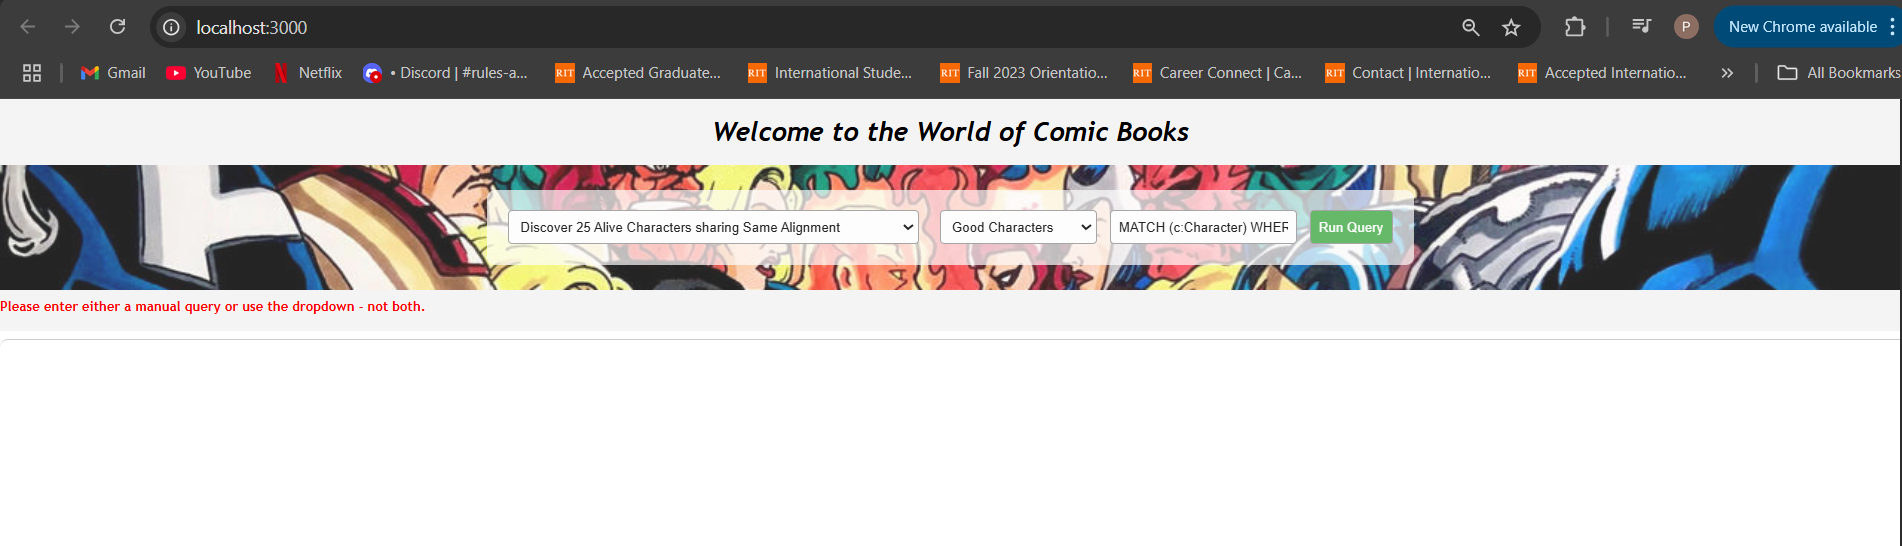 localhost:3000
P
New Chrome available
Gmail
YouTube
Netflix
• Discord | #rules-a...
RIT
Accepted Graduate...
RIT
International Stude...
RIT
Fall 2023 Orientatio...
RIT
Career Connect | Ca...
RIT
Contact | Internatio...
RIT
Accepted Internatio...
»
All Bookmarks
Welcome to the World of Comic Books
Discover 25 Alive Characters sharing Same Alignment
Good Characters
MATCH (c:Character) WHER
Run Query
Please enter either a manual query or use the dropdown - not both.